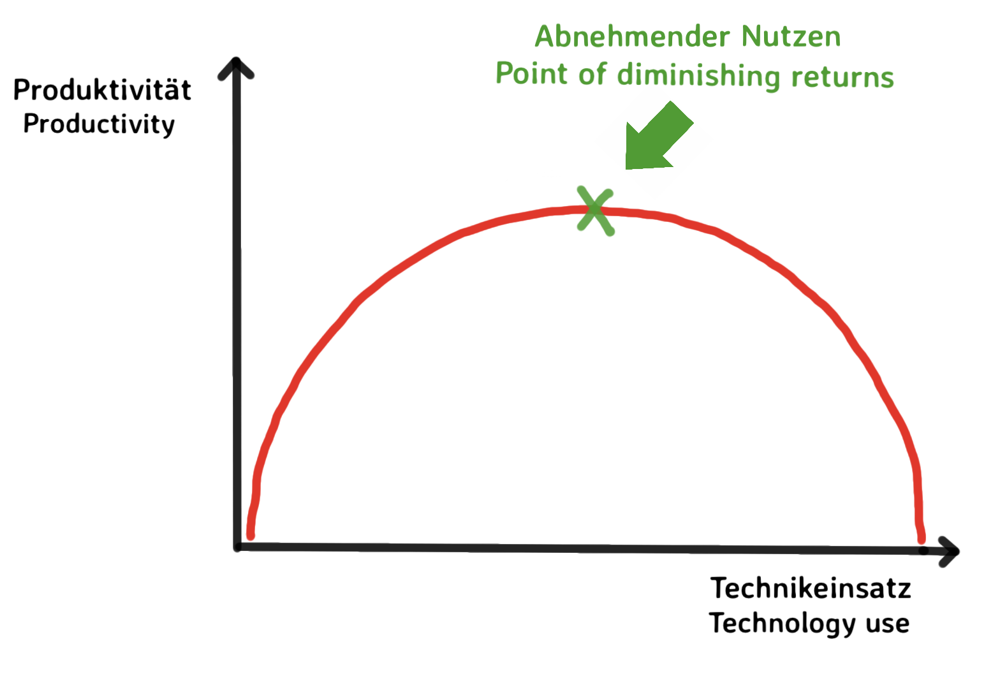 Abnehmender Nutzen
Point of diminishing returns
Produktivität
Productivity
Technikeinsatz
Technology use